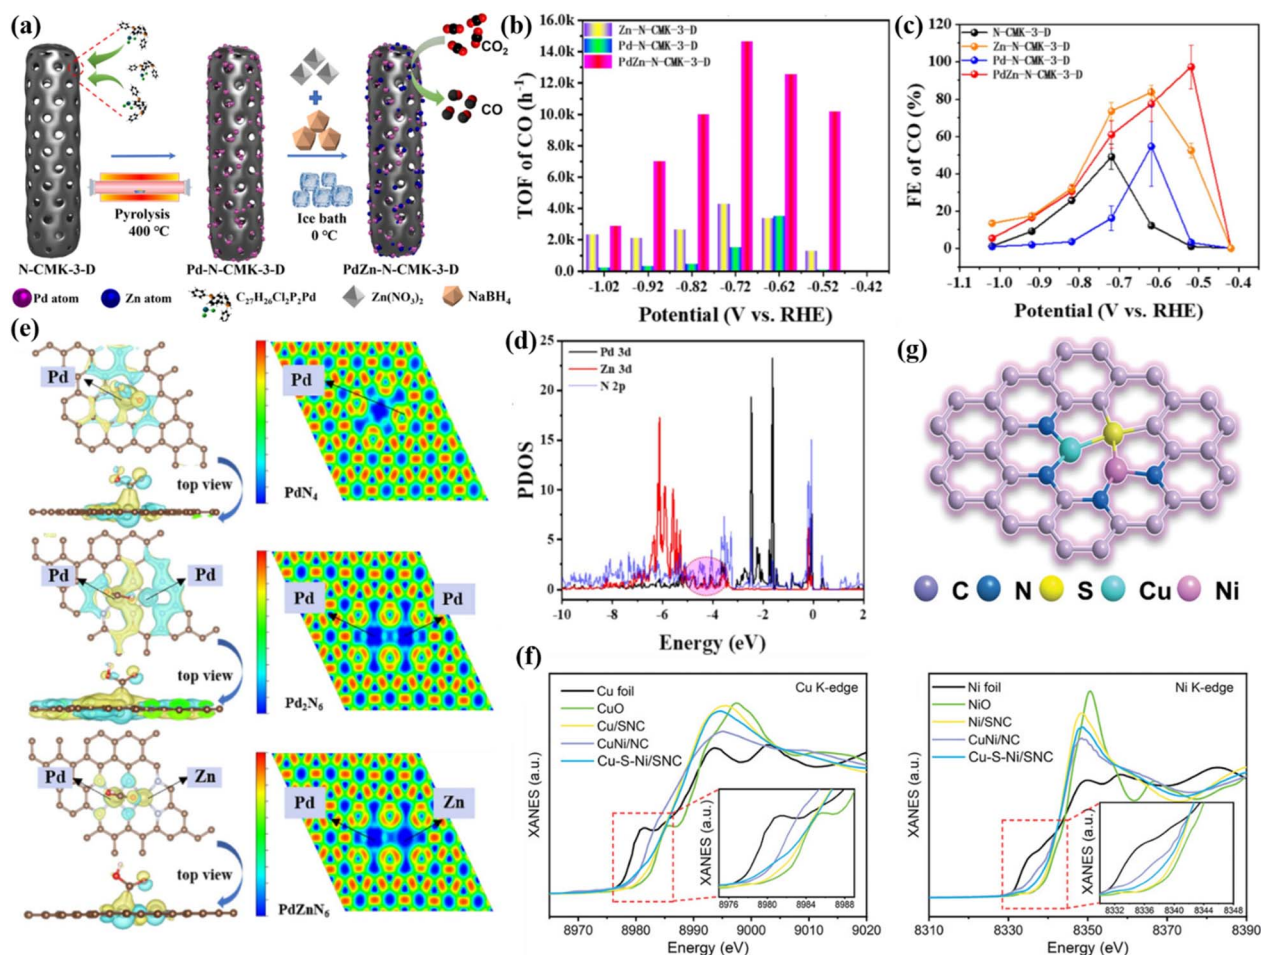 (a)
CO₂
CO
Pyrolysis
400 °C
Ice bath
0 °C
N-CMK-3-D
Pd-N-CMK-3-D
PdZn-N-CMK-3-D
Pd atom
Zn atom
C₂₇H₂₆Cl₂P₂Pd
Zn(NO₃)₂
NaBH₄
(b)
TOF of CO (h⁻¹)
16.0k
14.0k
12.0k
10.0k
8.0k
6.0k
4.0k
2.0k
0.0
Zn-N-CMK-3-D
Pd-N-CMK-3-D
PdZn-N-CMK-3-D
-1.02 -0.92 -0.82 -0.72 -0.62 -0.52 -0.42
Potential (V vs. RHE)
(c)
FE of CO (%)
120
100
80
60
40
20
0
N-CMK-3-D
Zn-N-CMK-3-D
Pd-N-CMK-3-D
PdZn-N-CMK-3-D
-1.1 -1.0 -0.9 -0.8 -0.7 -0.6 -0.5 -0.4
Potential (V vs. RHE)
(e)
Pd
Pd
top view
PdN₄
Pd
Pd
Pd
Pd
top view
Pd₂N₆
Pd
Zn
Pd
Zn
top view
PdZnN₆
(d)
PDOS
25
20
15
10
5
0
Pd 3d
Zn 3d
N 2p
-10 -8 -6 -4 -2 0 2
Energy (eV)
(g)
C N S Cu Ni
(f)
XANES (a.u.)
Cu foil
CuO
Cu/SNC
CuNi/NC
Cu-S-Ni/SNC
Cu K-edge
XANES (a.u.)
8976 8980 8984 8988
8970 8980 8990 9000 9010 9020
Energy (eV)
XANES (a.u.)
Ni foil
NiO
Ni/SNC
CuNi/NC
Cu-S-Ni/SNC
Ni K-edge
XANES (a.u.)
8332 8336 8340 8344 8348
8310 8330 8350 8370 8390
Energy (eV)